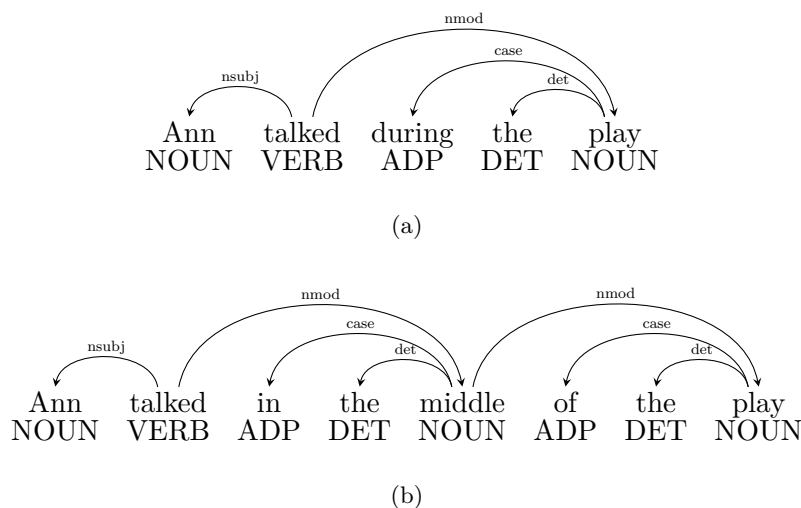 nmod
case
nsubj det
Ann talked during the play
NOUN VERB ADP DET NOUN
(a)
nmod nmod
case case
nsubj det det
Ann talked in the middle of the play
NOUN VERB ADP DET NOUN ADP DET NOUN
(b)